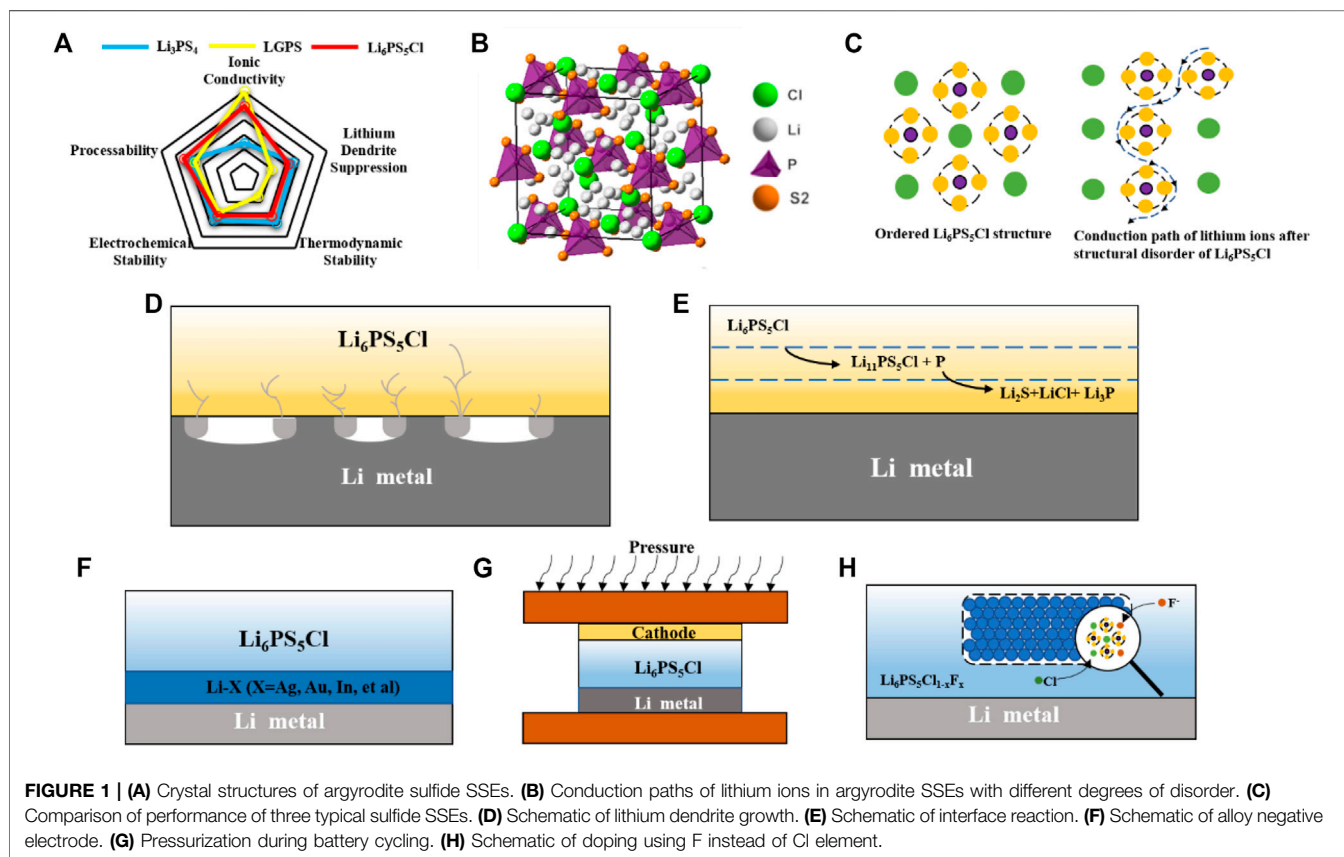 A
Li₃PS₄ LGPS Li₆PS₅Cl
Ionic
Conductivity
Lithium
Dendrite
Suppression
Processability
Electrochemical
Stability
Thermodynamic
Stability
B
Cl
Li
P
S2
C
Ordered Li₆PS₅Cl structure
Conduction path of lithium ions after
structural disorder of Li₆PS₅Cl
D
Li₆PS₅Cl
Li metal
E
Li₆PS₅Cl
Li₁₁PS₅Cl + P
Li₂S+LiCl+ Li₃P
Li metal
F
Li₆PS₅Cl
Li-X (X=Ag, Au, In, et al)
Li metal
G
Pressure
Cathode
Li₆PS₅Cl
Li metal
H
F⁻
Cl
Li₆PS₅Cl₁₋ₓFₓ
Li metal
FIGURE 1 | (A) Crystal structures of argyrodite sulfide SSEs. (B) Conduction paths of lithium ions in argyrodite SSEs with different degrees of disorder. (C)
Comparison of performance of three typical sulfide SSEs. (D) Schematic of lithium dendrite growth. (E) Schematic of interface reaction. (F) Schematic of alloy negative
electrode. (G) Pressurization during battery cycling. (H) Schematic of doping using F instead of Cl element.